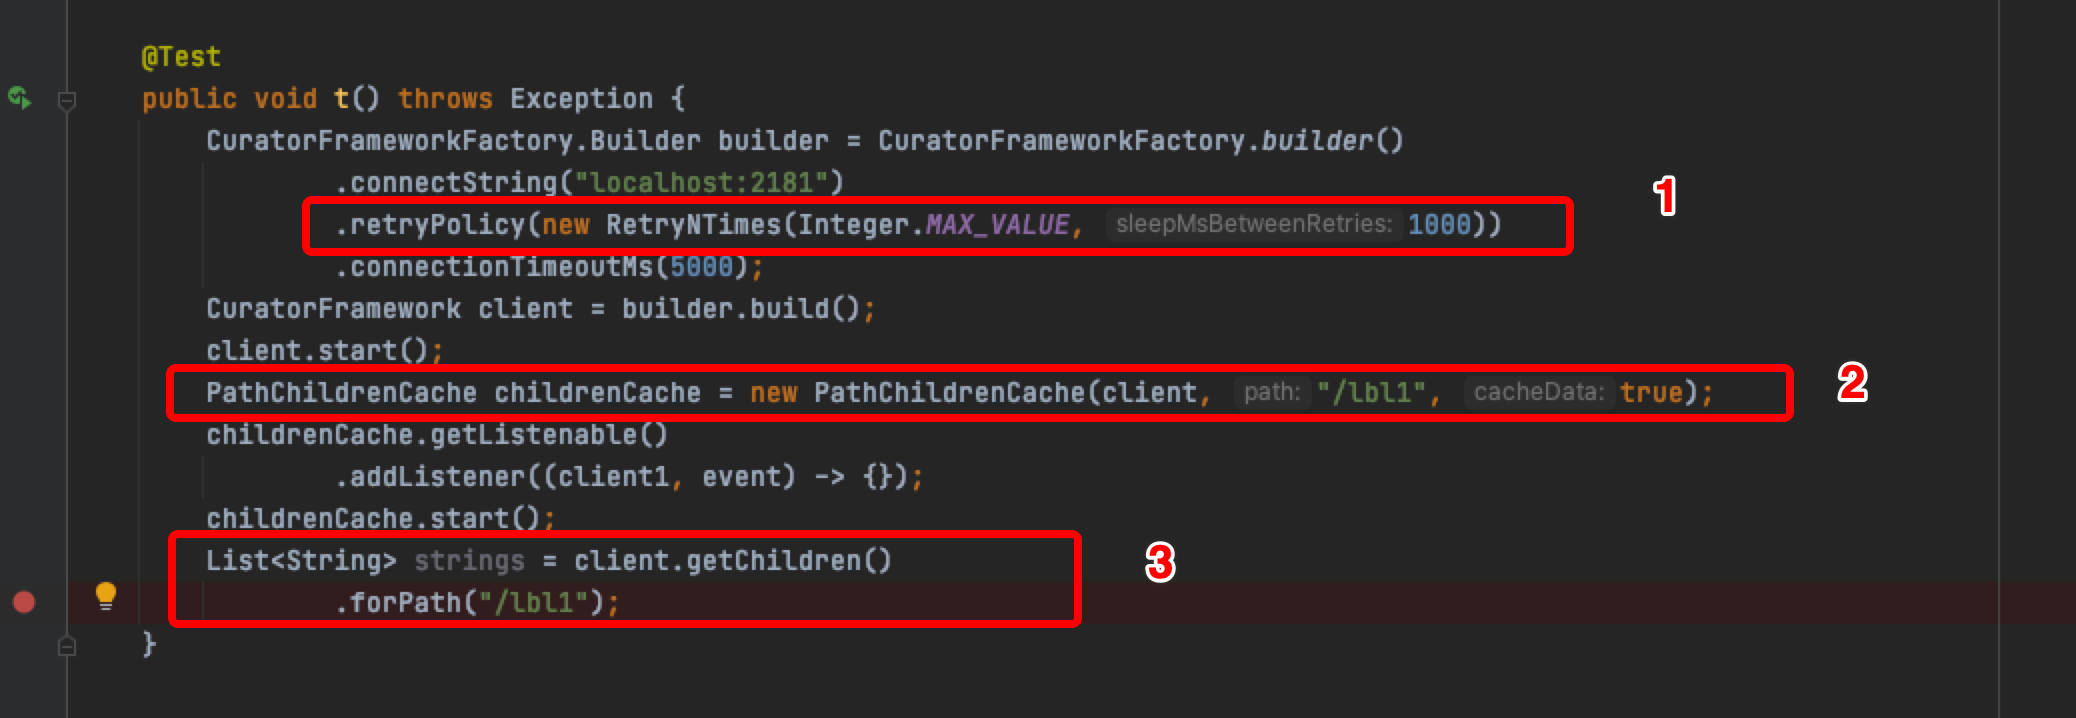 @Test
public void t() throws Exception {
CuratorFrameworkFactory.Builder builder = CuratorFrameworkFactory.builder()
.connectString("localhost:2181")
1
.retryPolicy(new RetryNTimes(Integer.MAX_VALUE, sleepMsBetweenRetries: 1000))
.connectionTimeoutMs(5000);
CuratorFramework client = builder.build();
client.start();
PathChildrenCache childrenCache = new PathChildrenCache(client, path: "/lbl1", cacheData: true);
2
childrenCache.getListenable()
.addListener((client1, event) -> {});
childrenCache.start();
List<String> strings = client.getChildren()
3
.forPath("/lbl1");
}